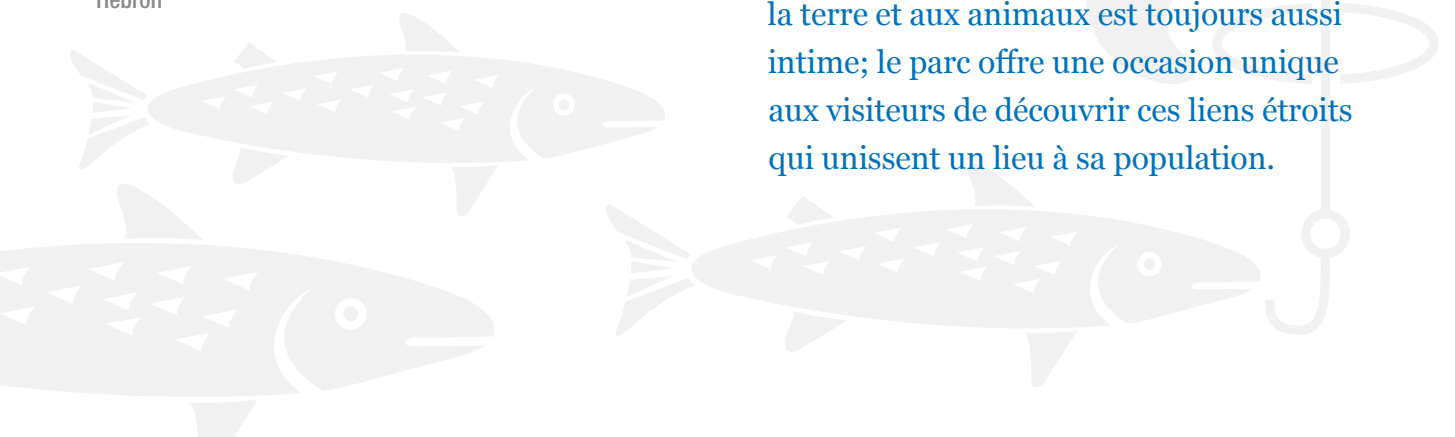 Hebron
la terre et aux animaux est toujours aussi
intime; le parc offre une occasion unique
aux visiteurs de découvrir ces liens étroits
qui unissent un lieu à sa population.